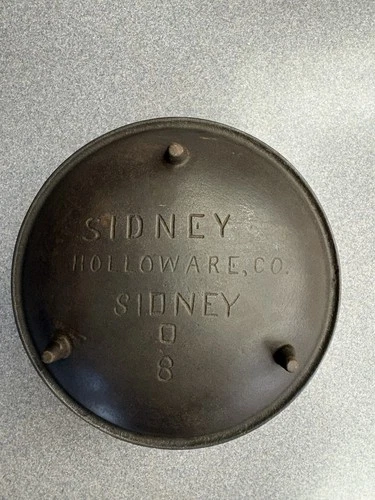 SIDNEY
HOLLOWARE, CO.
SIDNEY
O
8